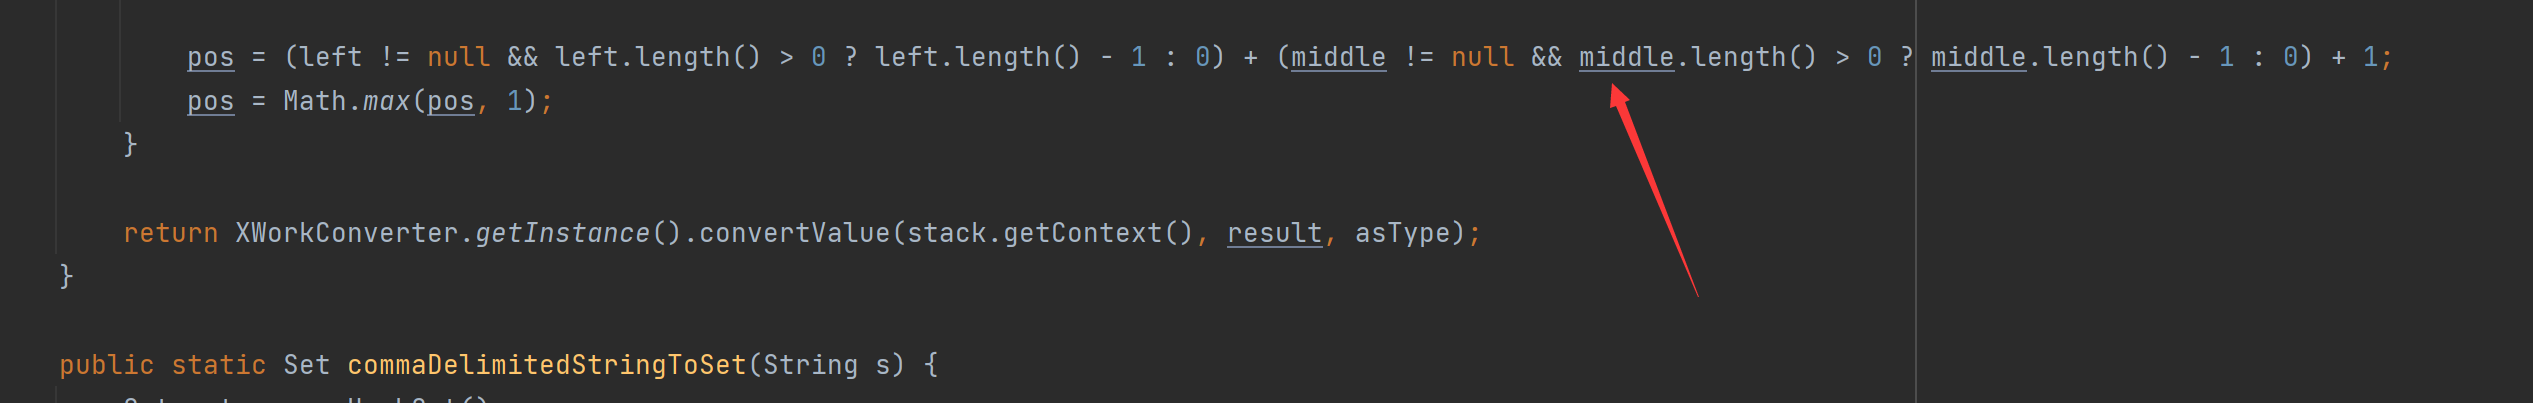 pos = (left != null && left.length() > 0 ? left.length() - 1 : 0) + (middle != null && middle.length() > 0 ? middle.length() - 1 : 0) + 1;
pos = Math.max(pos, 1);
}
return XWorkConverter.getInstance().convertValue(stack.getContext(), result, asType);
}
public static Set commaDelimitedStringToSet(String s) {